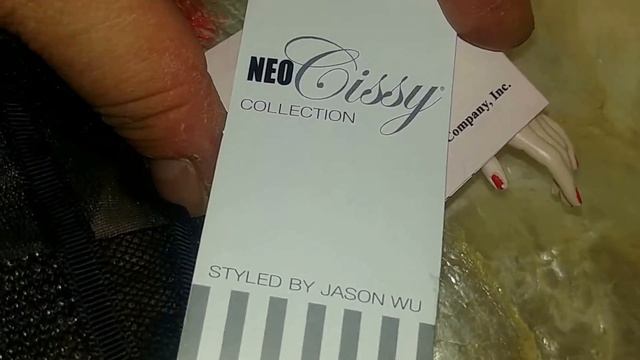 NEO Cissy®
COLLECTION
Company, Inc.
STYLED BY JASON WU